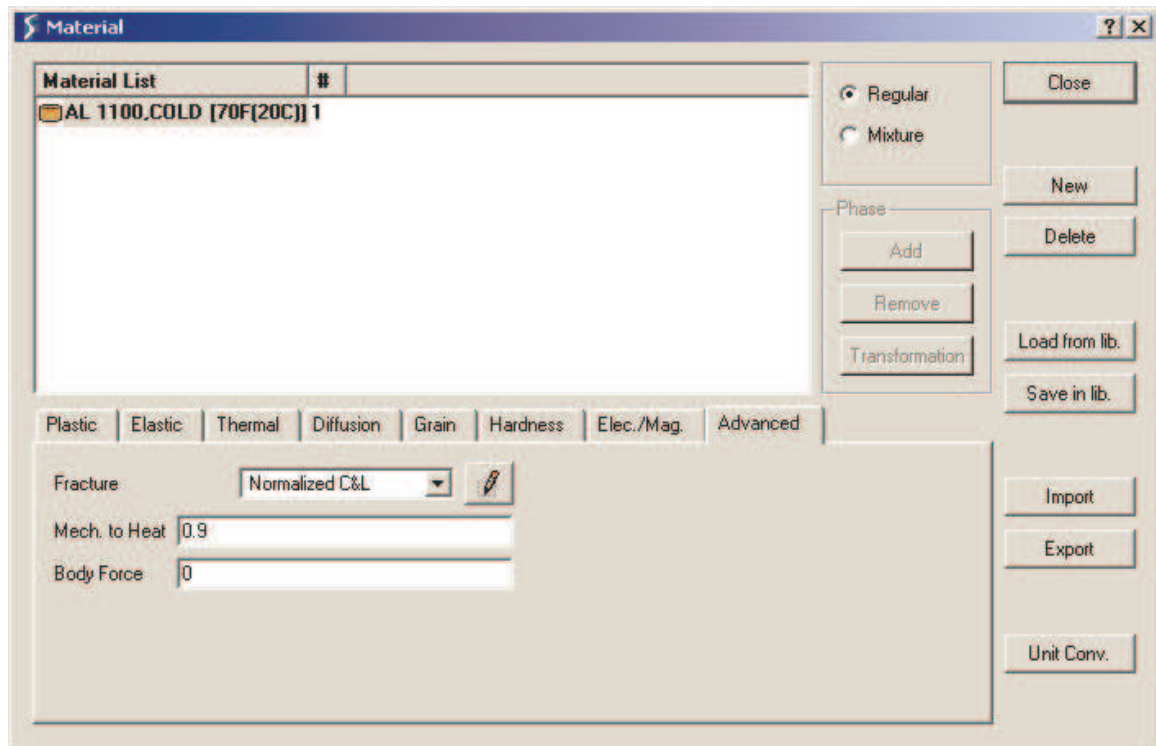 Material
Material List #
AL 1100,COLD [70F(20C)] 1
Regular
Mixture
Phase
Add
Remove
Transformation
Close
New
Delete
Load from lib.
Save in lib.
Import
Export
Unit Conv.
Plastic Elastic Thermal Diffusion Grain Hardness Elec./Mag. Advanced
Fracture Normalized C&L
Mech. to Heat 0.9
Body Force 0